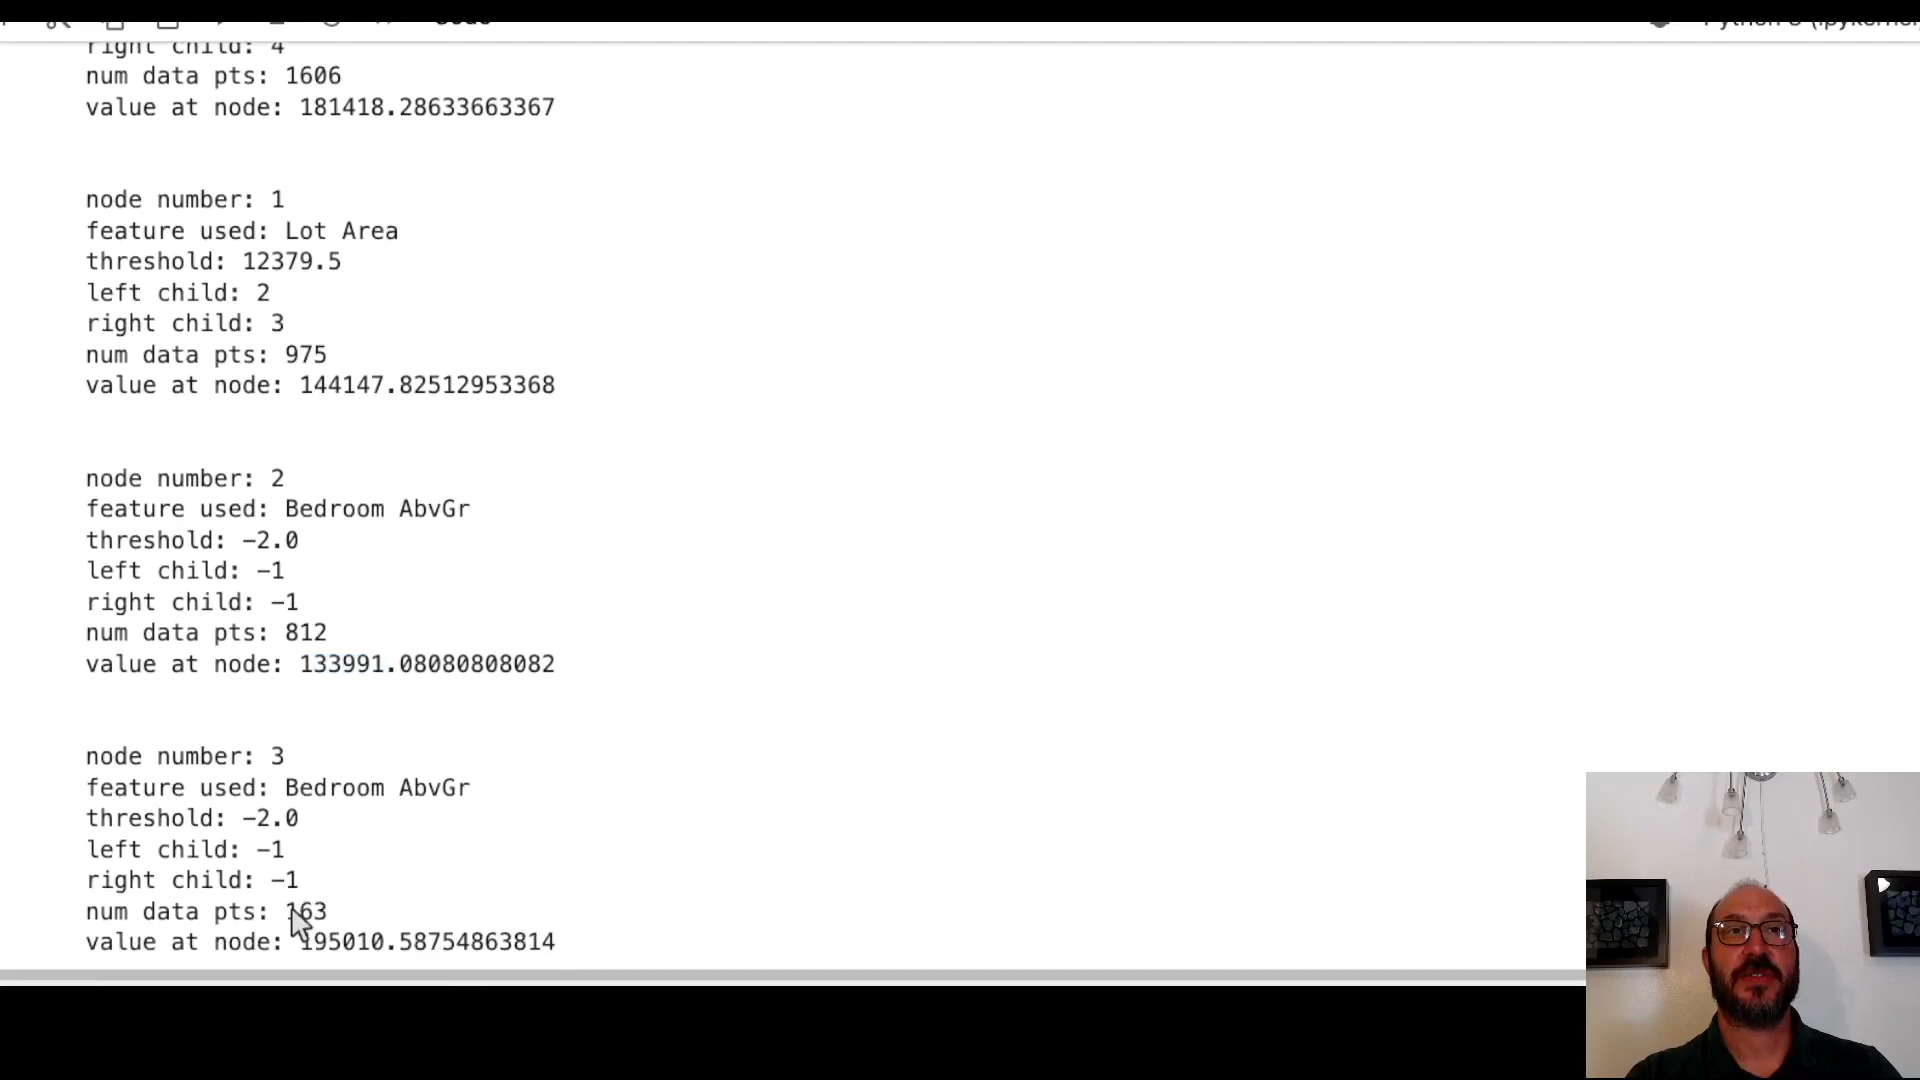 right child: 4
num data pts: 1606
value at node: 181418.28633663367
node number: 1
feature used: Lot Area
threshold: 12379.5
left child: 2
right child: 3
num data pts: 975
value at node: 144147.82512953368
node number: 2
feature used: Bedroom AbvGr
threshold: -2.0
left child: -1
right child: -1
num data pts: 812
value at node: 133991.08080808082
node number: 3
feature used: Bedroom AbvGr
threshold: -2.0
left child: -1
right child: -1
num data pts: 163
value at node: 195010.58754863814